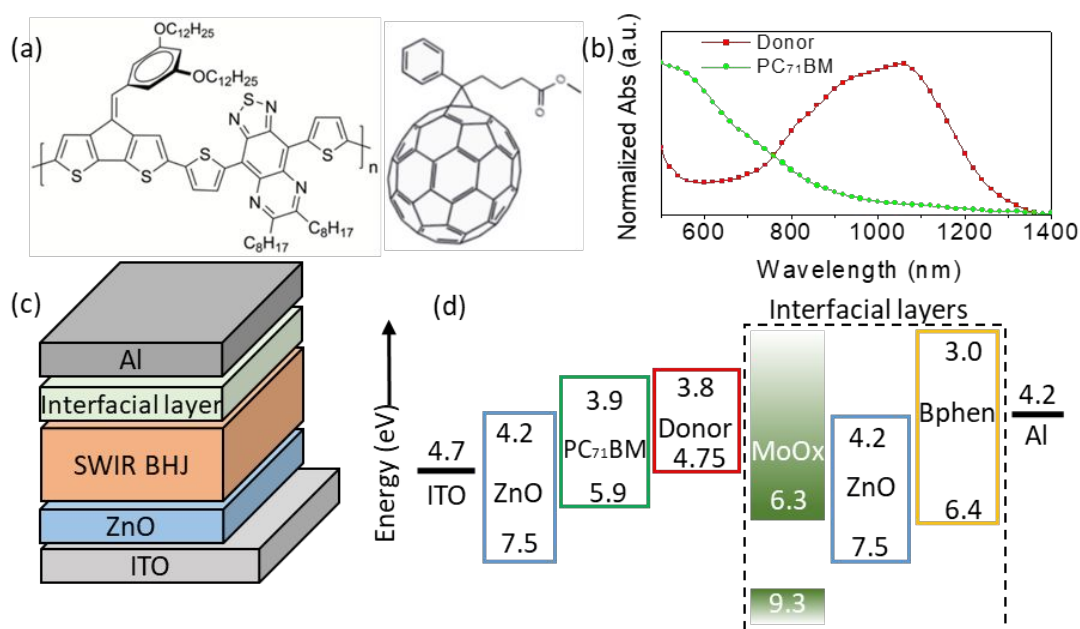 (a)
OC₁₂H₂₅
OC₁₂H₂₅
S
N
N
S
S
S
S
n
N
N
C₈H₁₇
C₈H₁₇
O
O
(b)
Normalized Abs (a.u.)
Donor
PC₇₁BM
600
800
1000
1200
1400
Wavelength (nm)
(c)
Al
Interfacial layer
SWIR BHJ
ZnO
ITO
(d)
Energy (eV)
Interfacial layers
4.7
ITO
4.2
ZnO
7.5
3.9
PC₇₁BM
5.9
3.8
Donor
4.75
MoOx
6.3
9.3
4.2
ZnO
7.5
3.0
Bphen
6.4
4.2
Al